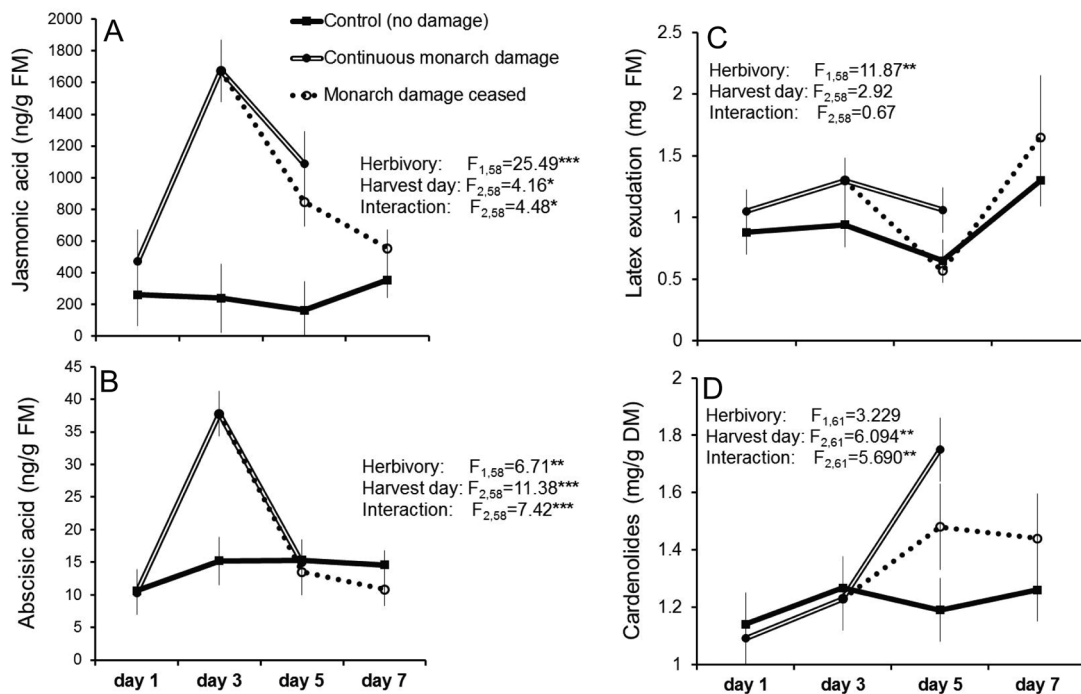 A
Control (no damage)
Continuous monarch damage
Monarch damage ceased
Jasmonic acid (ng/g FM)
2000
1800
1600
1400
1200
1000
800
600
400
200
0
Herbivory: F1,58=25.49***
Harvest day: F2,58=4.16*
Interaction: F2,58=4.48*
B
Abscisic acid (ng/g FM)
45
40
35
30
25
20
15
10
5
0
Herbivory: F1,58=6.71**
Harvest day: F2,58=11.38***
Interaction: F2,58=7.42***
day 1 day 3 day 5 day 7
C
Latex exudation (mg FM)
2.5
2
1.5
1
0.5
0
Herbivory: F1,58=11.87**
Harvest day: F2,58=2.92
Interaction: F2,58=0.67
D
Cardenolides (mg/g DM)
2
1.8
1.6
1.4
1.2
1
Herbivory: F1,61=3.229
Harvest day: F2,61=6.094**
Interaction: F2,61=5.690**
day 1 day 3 day 5 day 7